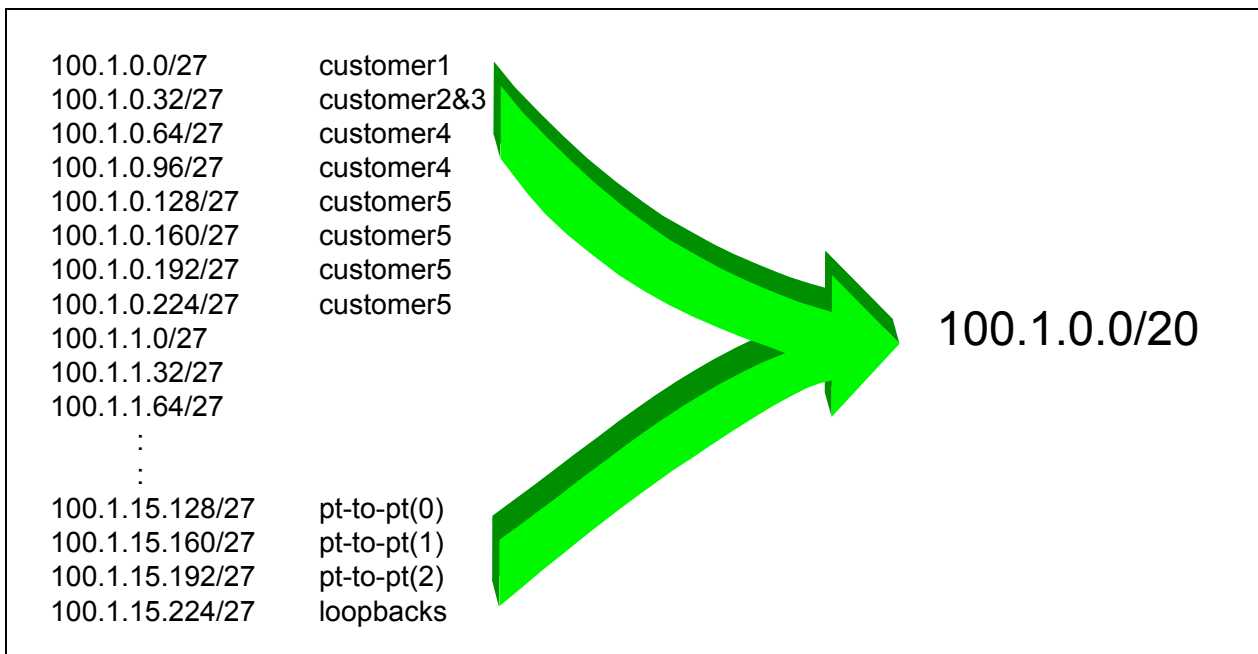 100.1.0.0/27 customer1
100.1.0.32/27 customer2&3
100.1.0.64/27 customer4
100.1.0.96/27 customer4
100.1.0.128/27 customer5
100.1.0.160/27 customer5
100.1.0.192/27 customer5
100.1.0.224/27 customer5
100.1.1.0/27
100.1.1.32/27
100.1.1.64/27
:
:
100.1.15.128/27 pt-to-pt(0)
100.1.15.160/27 pt-to-pt(1)
100.1.15.192/27 pt-to-pt(2)
100.1.15.224/27 loopbacks
100.1.0.0/20